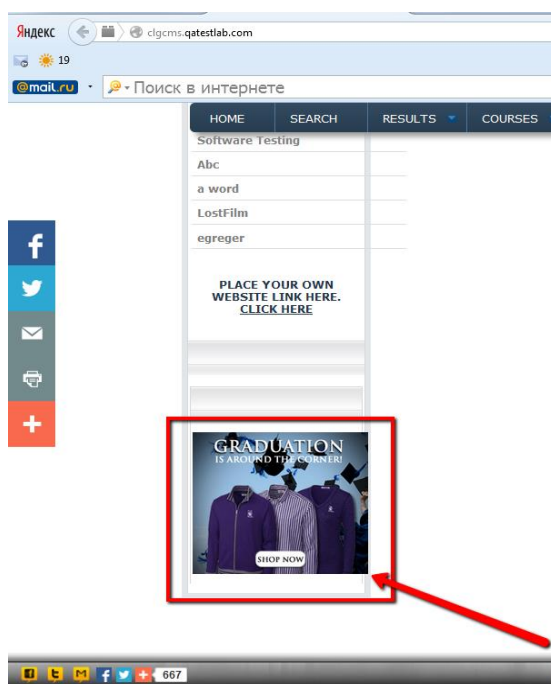 Яндекс
clgcms.qatestlab.com
19
@mail.ru
Поиск в интернете
HOME SEARCH RESULTS COURSES
Software Testing
Abc
a word
LostFilm
egreger
PLACE YOUR OWN
WEBSITE LINK HERE.
CLICK HERE
GRADUATION
IS AROUND THE CORNER!
SHOP NOW
667